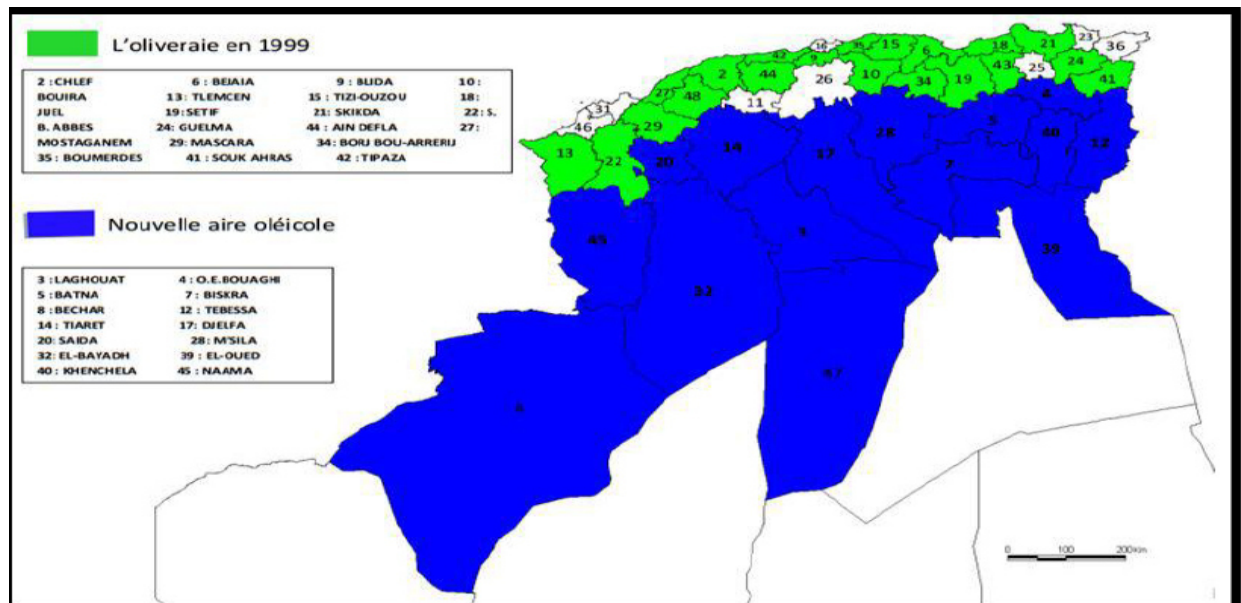 L'oliveraie en 1999
2 : CHLEF 6 : BEJAIA 9 : BLIDA 10 :
BOUIRA 13: TLEMCEN 15 : TIZI-OUZOU 18:
JIJEL 19: SETIF 21: SKIKDA 22: S.
B. ABBES 24: GUELMA 44 : AIN DEFLA 27:
MOSTAGANEM 29: MASCARA 34: BORJ BOU-ARRERIJ
35 : BOUMERDES 41 : SOUK AHRAS 42 : TIPAZA
Nouvelle aire oléicole
3 : LAGHOUAT 4 : O.E.BOUAGHI
5 : BATNA 7 : BISKRA
8 : BECHAR 12 : TEBESSA
14 : TIARET 17: DJELFA
20: SAIDA 28: M'SILA
32: EL-BAYADH 39 : EL-OUED
40 : KHENCHELA 45 : NAAMA
23
16 35 15 18 21 36
42 9 6
2 44 26 10 34 19 43 25 24 41
27 48 11 4
31 5
46 29 28 40 12
13 22 20 14 17 7
45 3 39
32
47
8
0 100 200Km